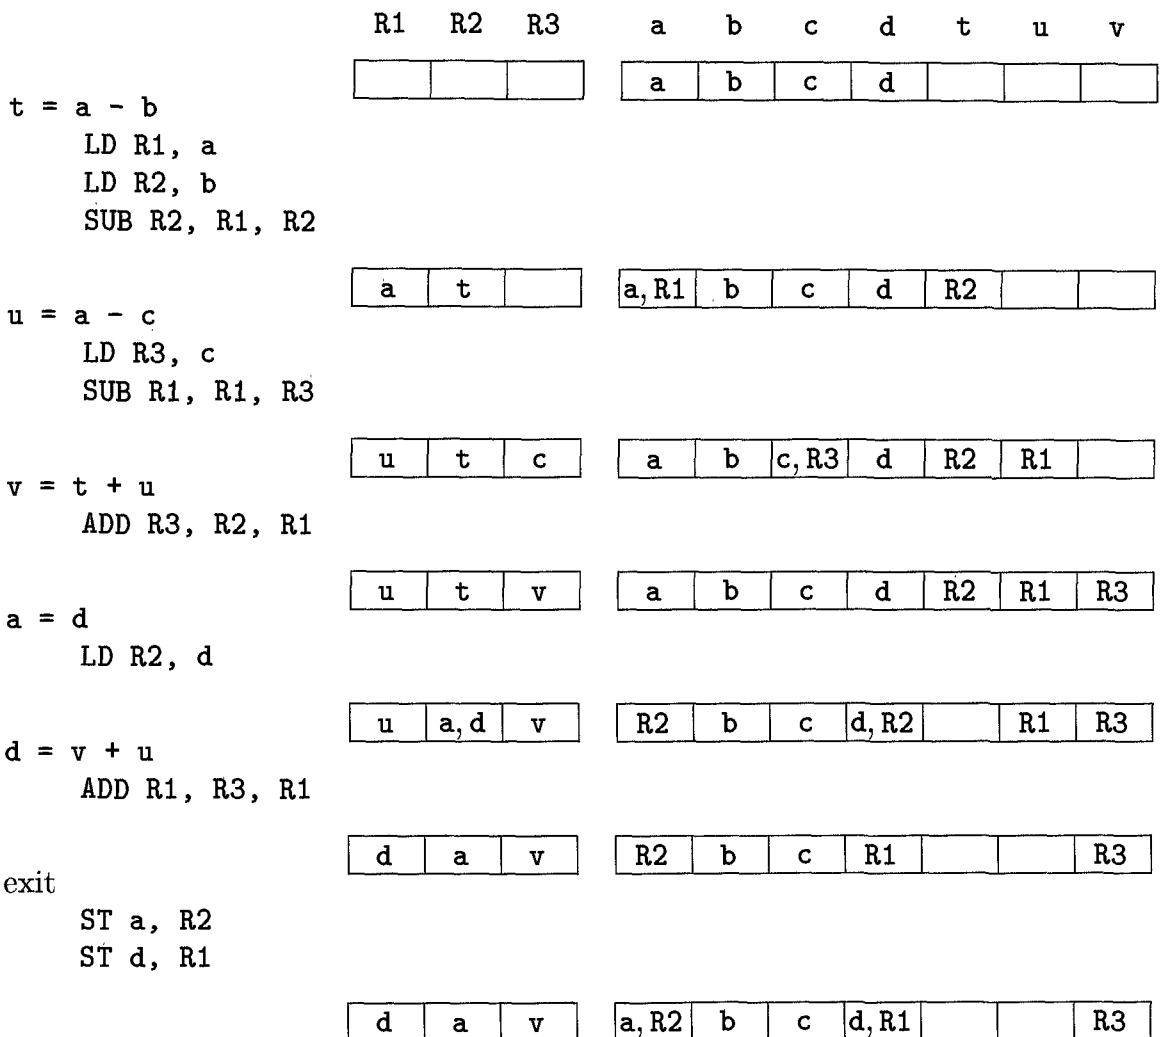 R1 R2 R3 a b c d t u v
a b c d
t = a - b
LD R1, a
LD R2, b
SUB R2, R1, R2
a t a, R1 b c d R2
u = a - c
LD R3, c
SUB R1, R1, R3
u t c a b c, R3 d R2 R1
v = t + u
ADD R3, R2, R1
u t v a b c d R2 R1 R3
a = d
LD R2, d
u a, d v R2 b c d, R2 R1 R3
d = v + u
ADD R1, R3, R1
d a v R2 b c R1 R3
exit
ST a, R2
ST d, R1
d a v a, R2 b c d, R1 R3